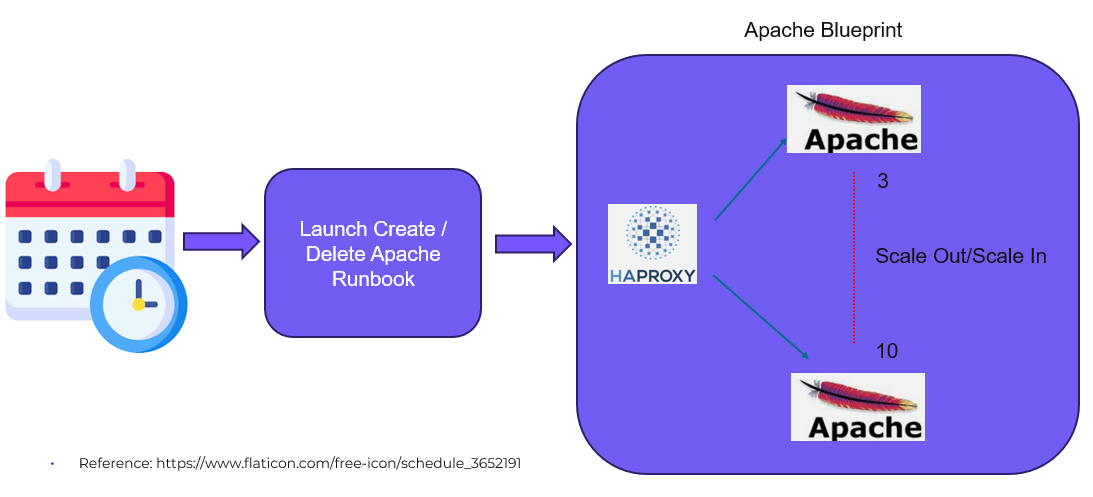 Apache Blueprint
Launch Create /
Delete Apache
Runbook
HAPROXY
Apache
3
Scale Out/Scale In
10
Apache
• Reference: https://www.flaticon.com/free-icon/schedule_3652191